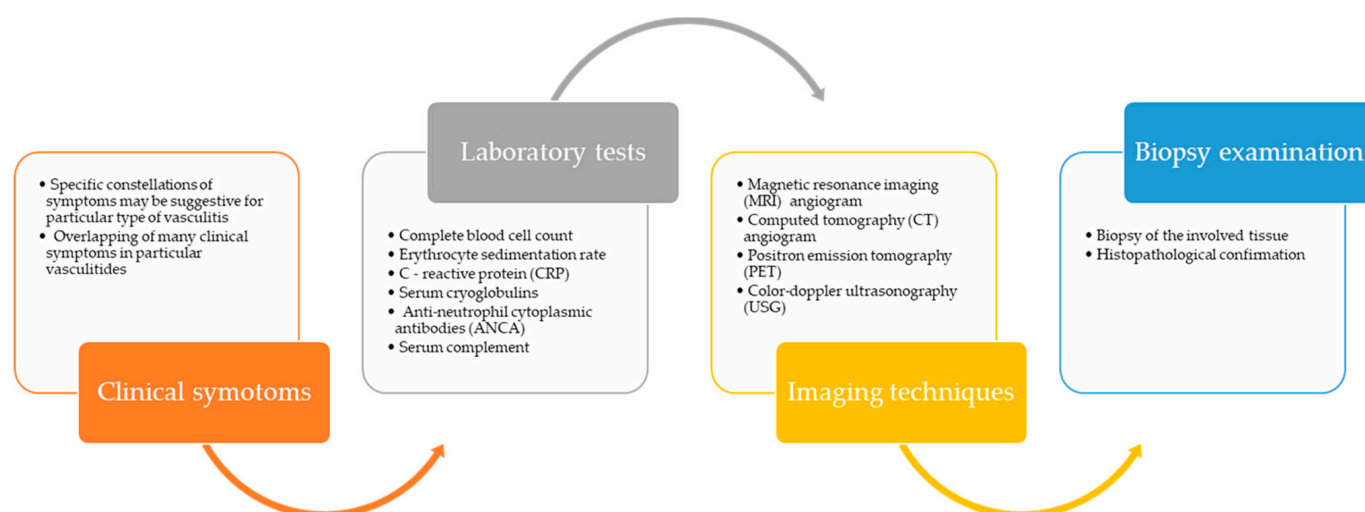 • Specific constellations of
symptoms may be suggestive for
particular type of vasculitis
• Overlapping of many clinical
symptoms in particular
vasculitides
Clinical symotoms
Laboratory tests
• Complete blood cell count
• Erythrocyte sedimentation rate
• C - reactive protein (CRP)
• Serum cryoglobulins
• Anti-neutrophil cytoplasmic
antibodies (ANCA)
• Serum complement
• Magnetic resonance imaging
(MRI) angiogram
• Computed tomography (CT)
angiogram
• Positron emission tomography
(PET)
• Color-doppler ultrasonography
(USG)
Imaging techniques
Biopsy examination
• Biopsy of the involved tissue
• Histopathological confirmation